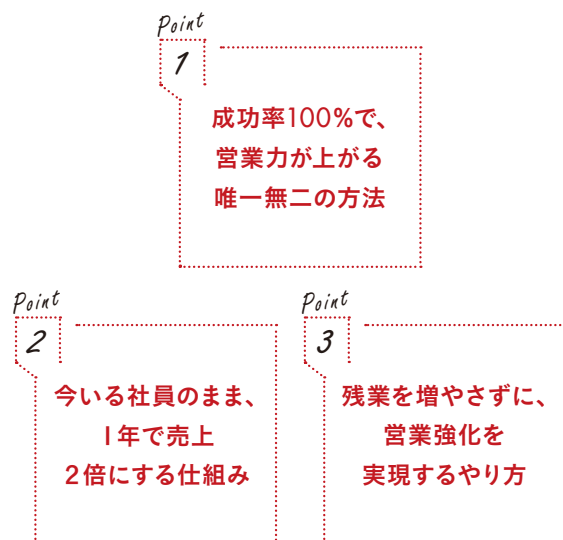 Point
1
成功率100%で、
営業力が上がる
唯一無二の方法
Point
2
今いる社員のまま、
1年で売上
2倍にする仕組み
Point
3
残業を増やさずに、
営業強化を
実現するやり方